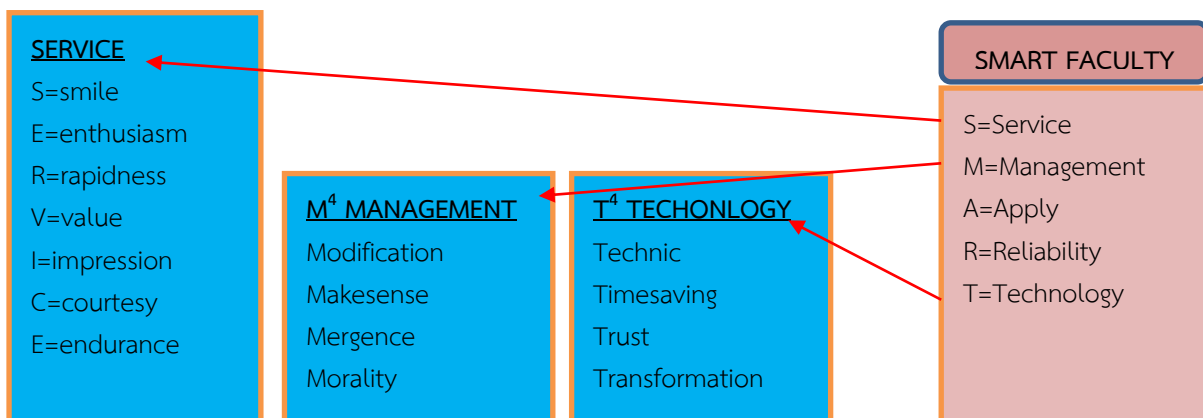 SERVICE
S=smile
E=enthusiasm
R=rapidness
V=value
I=impression
C=courtesy
E=endurance
M⁴ MANAGEMENT
Modification
Makesense
Mergence
Morality
T⁴ TECHONLOGY
Technic
Timesaving
Trust
Transformation
SMART FACULTY
S=Service
M=Management
A=Apply
R=Reliability
T=Technology